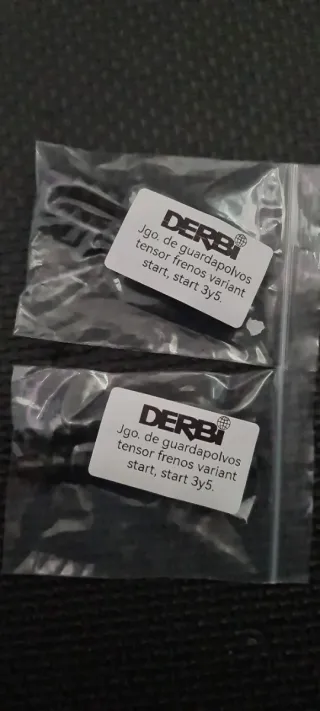 DERBI
Jgo. de guardapolvos
tensor frenos variant
start, start 3y5.
DERBI
Jgo. de guardapolvos
tensor frenos variant
start, start 3y5.